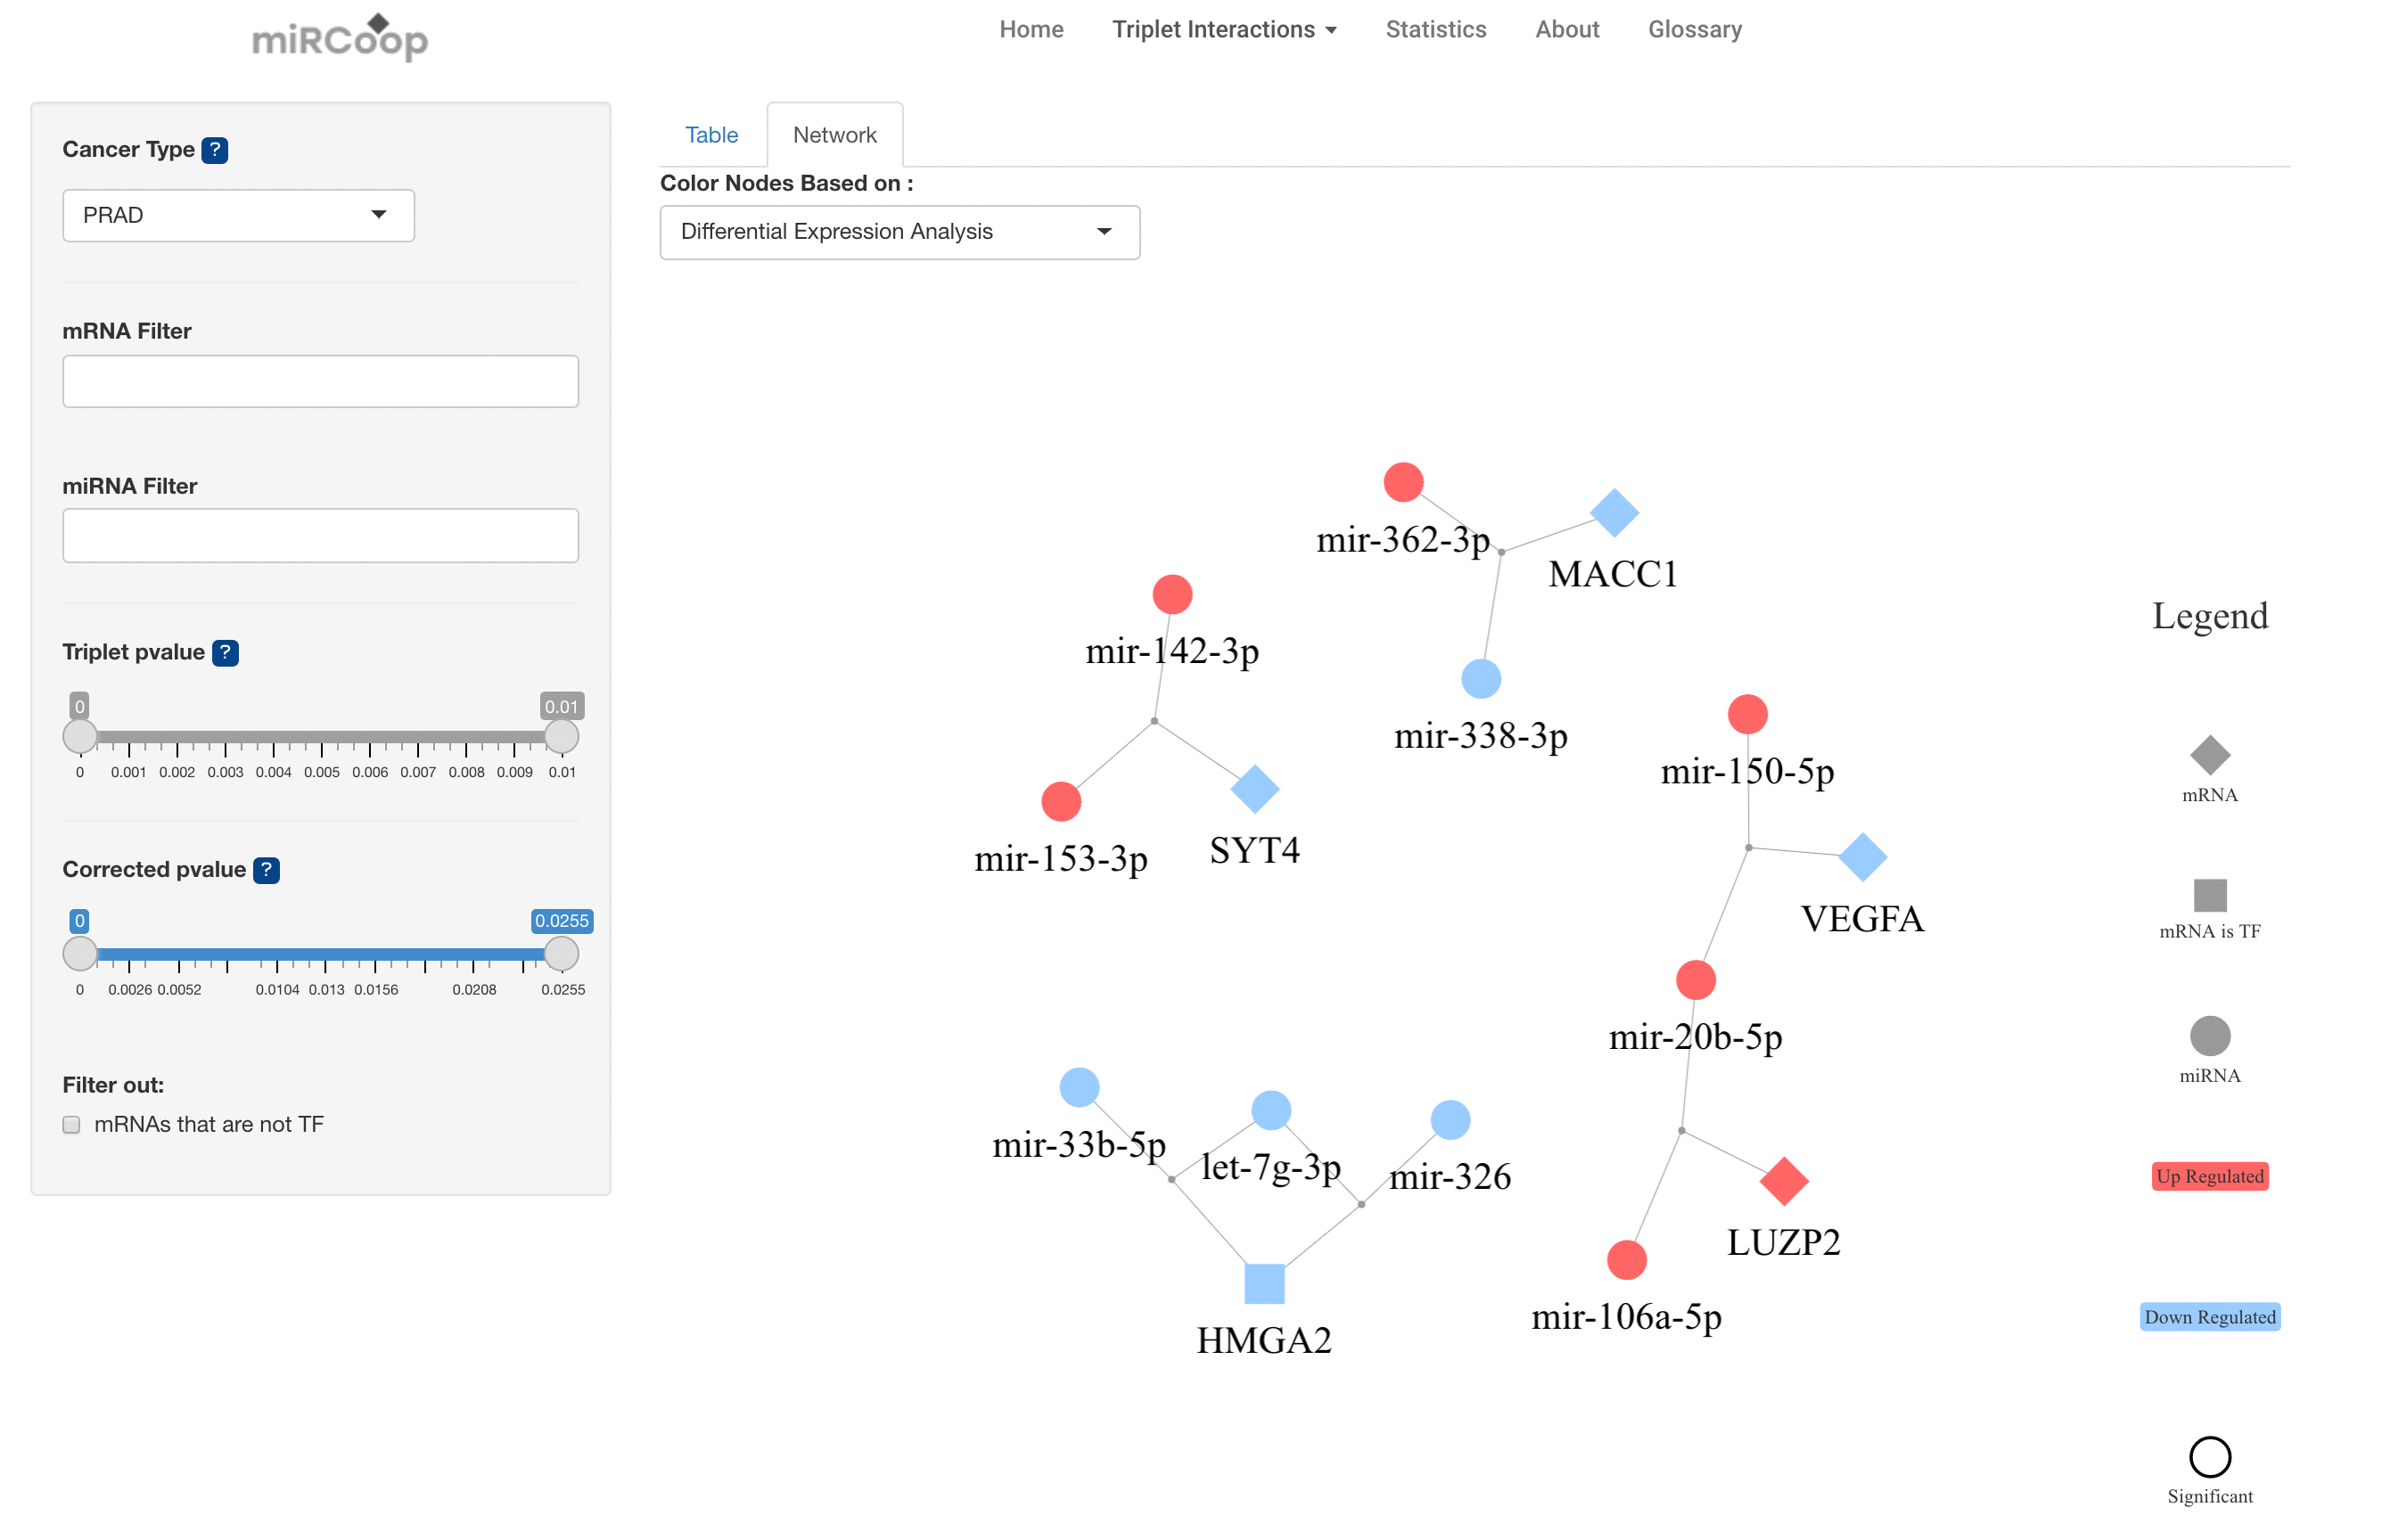 miRCoop
Home Triplet Interactions Statistics About Glossary
Cancer Type ?
PRAD
mRNA Filter
miRNA Filter
Triplet pvalue ?
0 0.01
0 0.001 0.002 0.003 0.004 0.005 0.006 0.007 0.008 0.009 0.01
Corrected pvalue ?
0 0.0255
0 0.0026 0.0052 0.0104 0.013 0.0156 0.0208 0.0255
Filter out:
mRNAs that are not TF
Table Network
Color Nodes Based on :
Differential Expression Analysis
mir-362-3p
MACC1
mir-142-3p
mir-338-3p
mir-150-5p
mir-153-3p
SYT4
VEGFA
mir-20b-5p
mir-33b-5p
let-7g-3p
mir-326
LUZP2
mir-106a-5p
HMGA2
Legend
mRNA
mRNA is TF
miRNA
Up Regulated
Down Regulated
Significant